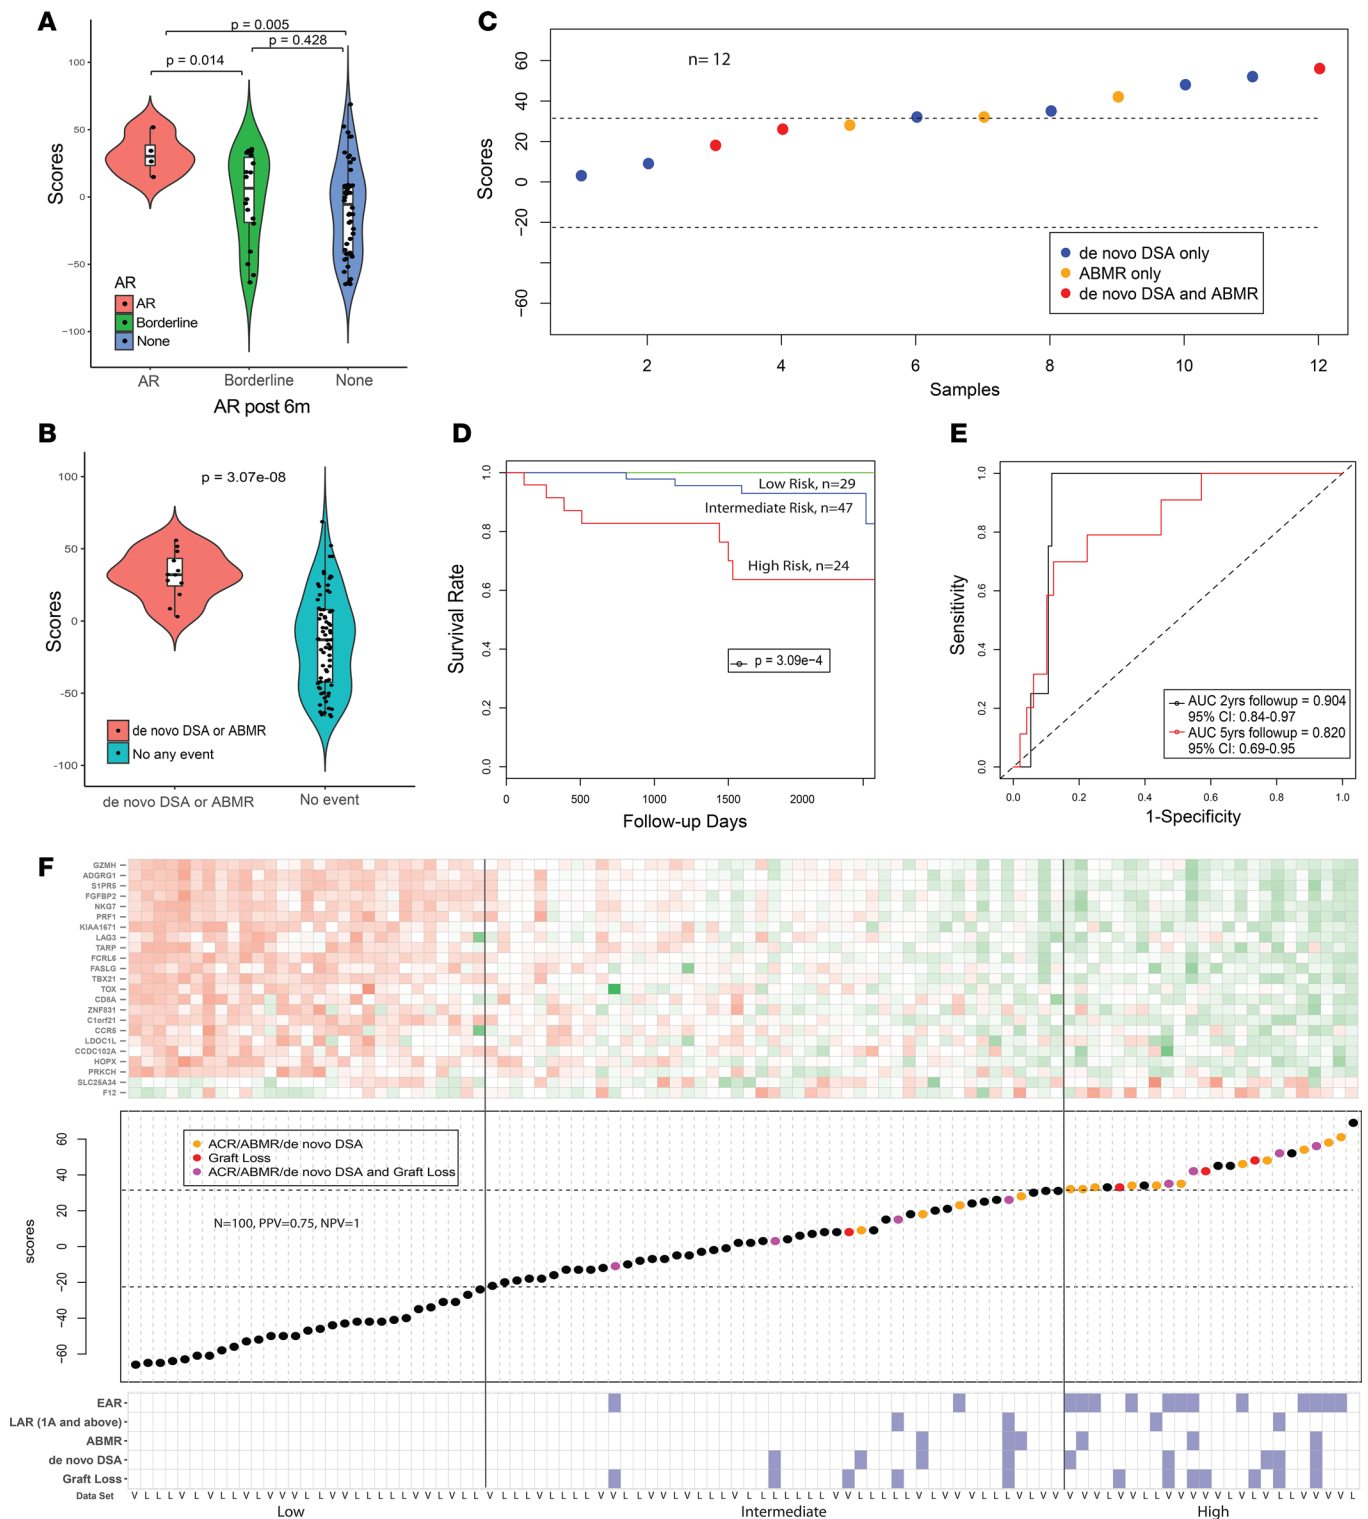 A
p = 0.005
p = 0.428
p = 0.014
100
50
0
−50
−100
Scores
AR
AR
Borderline
None
AR
Borderline
None
AR post 6m
C
n= 12
60
40
20
0
−20
−60
Scores
de novo DSA only
ABMR only
de novo DSA and ABMR
2
4
6
8
10
12
Samples
B
p = 3.07e-08
100
50
0
-50
-100
Scores
de novo DSA or ABMR
No any event
de novo DSA or ABMR
No event
D
1.0
0.8
0.6
0.4
0.2
0.0
Survival Rate
Low Risk, n=29
Intermediate Risk, n=47
High Risk, n=24
p = 3.09e−4
0
500
1000
1500
2000
Follow-up Days
E
1.0
0.8
0.6
0.4
0.2
0.0
Sensitivity
AUC 2yrs followup = 0.904
95% CI: 0.84-0.97
AUC 5yrs followup = 0.820
95% CI: 0.69-0.95
0.0
0.2
0.4
0.6
0.8
1.0
1-Specificity
F
GZMH
ADGRG1
S1PR5
FGFBP2
NKG7
PRF1
KIAA1671
LAG3
TARP
FCRL6
FASLG
TBX21
TOX
CD8A
ZNF831
C1orf21
CCR5
LDOC1L
CCDC102A
HOPX
PRKCH
SLC25A34
F12
60
40
20
0
−20
−40
−60
scores
ACR/ABMR/de novo DSA
Graft Loss
ACR/ABMR/de novo DSA and Graft Loss
N=100, PPV=0.75, NPV=1
EAR
LAR (1A and above)
ABMR
de novo DSA
Graft Loss
Data Set
Low
Intermediate
High